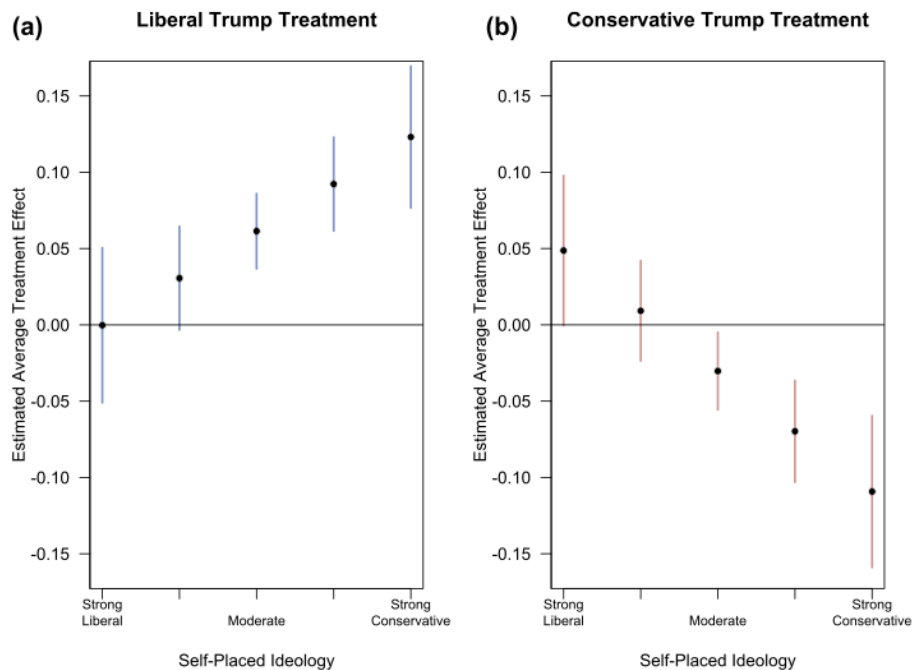 (a)
Liberal Trump Treatment
Estimated Average Treatment Effect
0.15
0.10
0.05
0.00
-0.05
-0.10
-0.15
Strong
Liberal
Moderate
Strong
Conservative
Self-Placed Ideology
(b)
Conservative Trump Treatment
Estimated Average Treatment Effect
0.15
0.10
0.05
0.00
-0.05
-0.10
-0.15
Strong
Liberal
Moderate
Strong
Conservative
Self-Placed Ideology